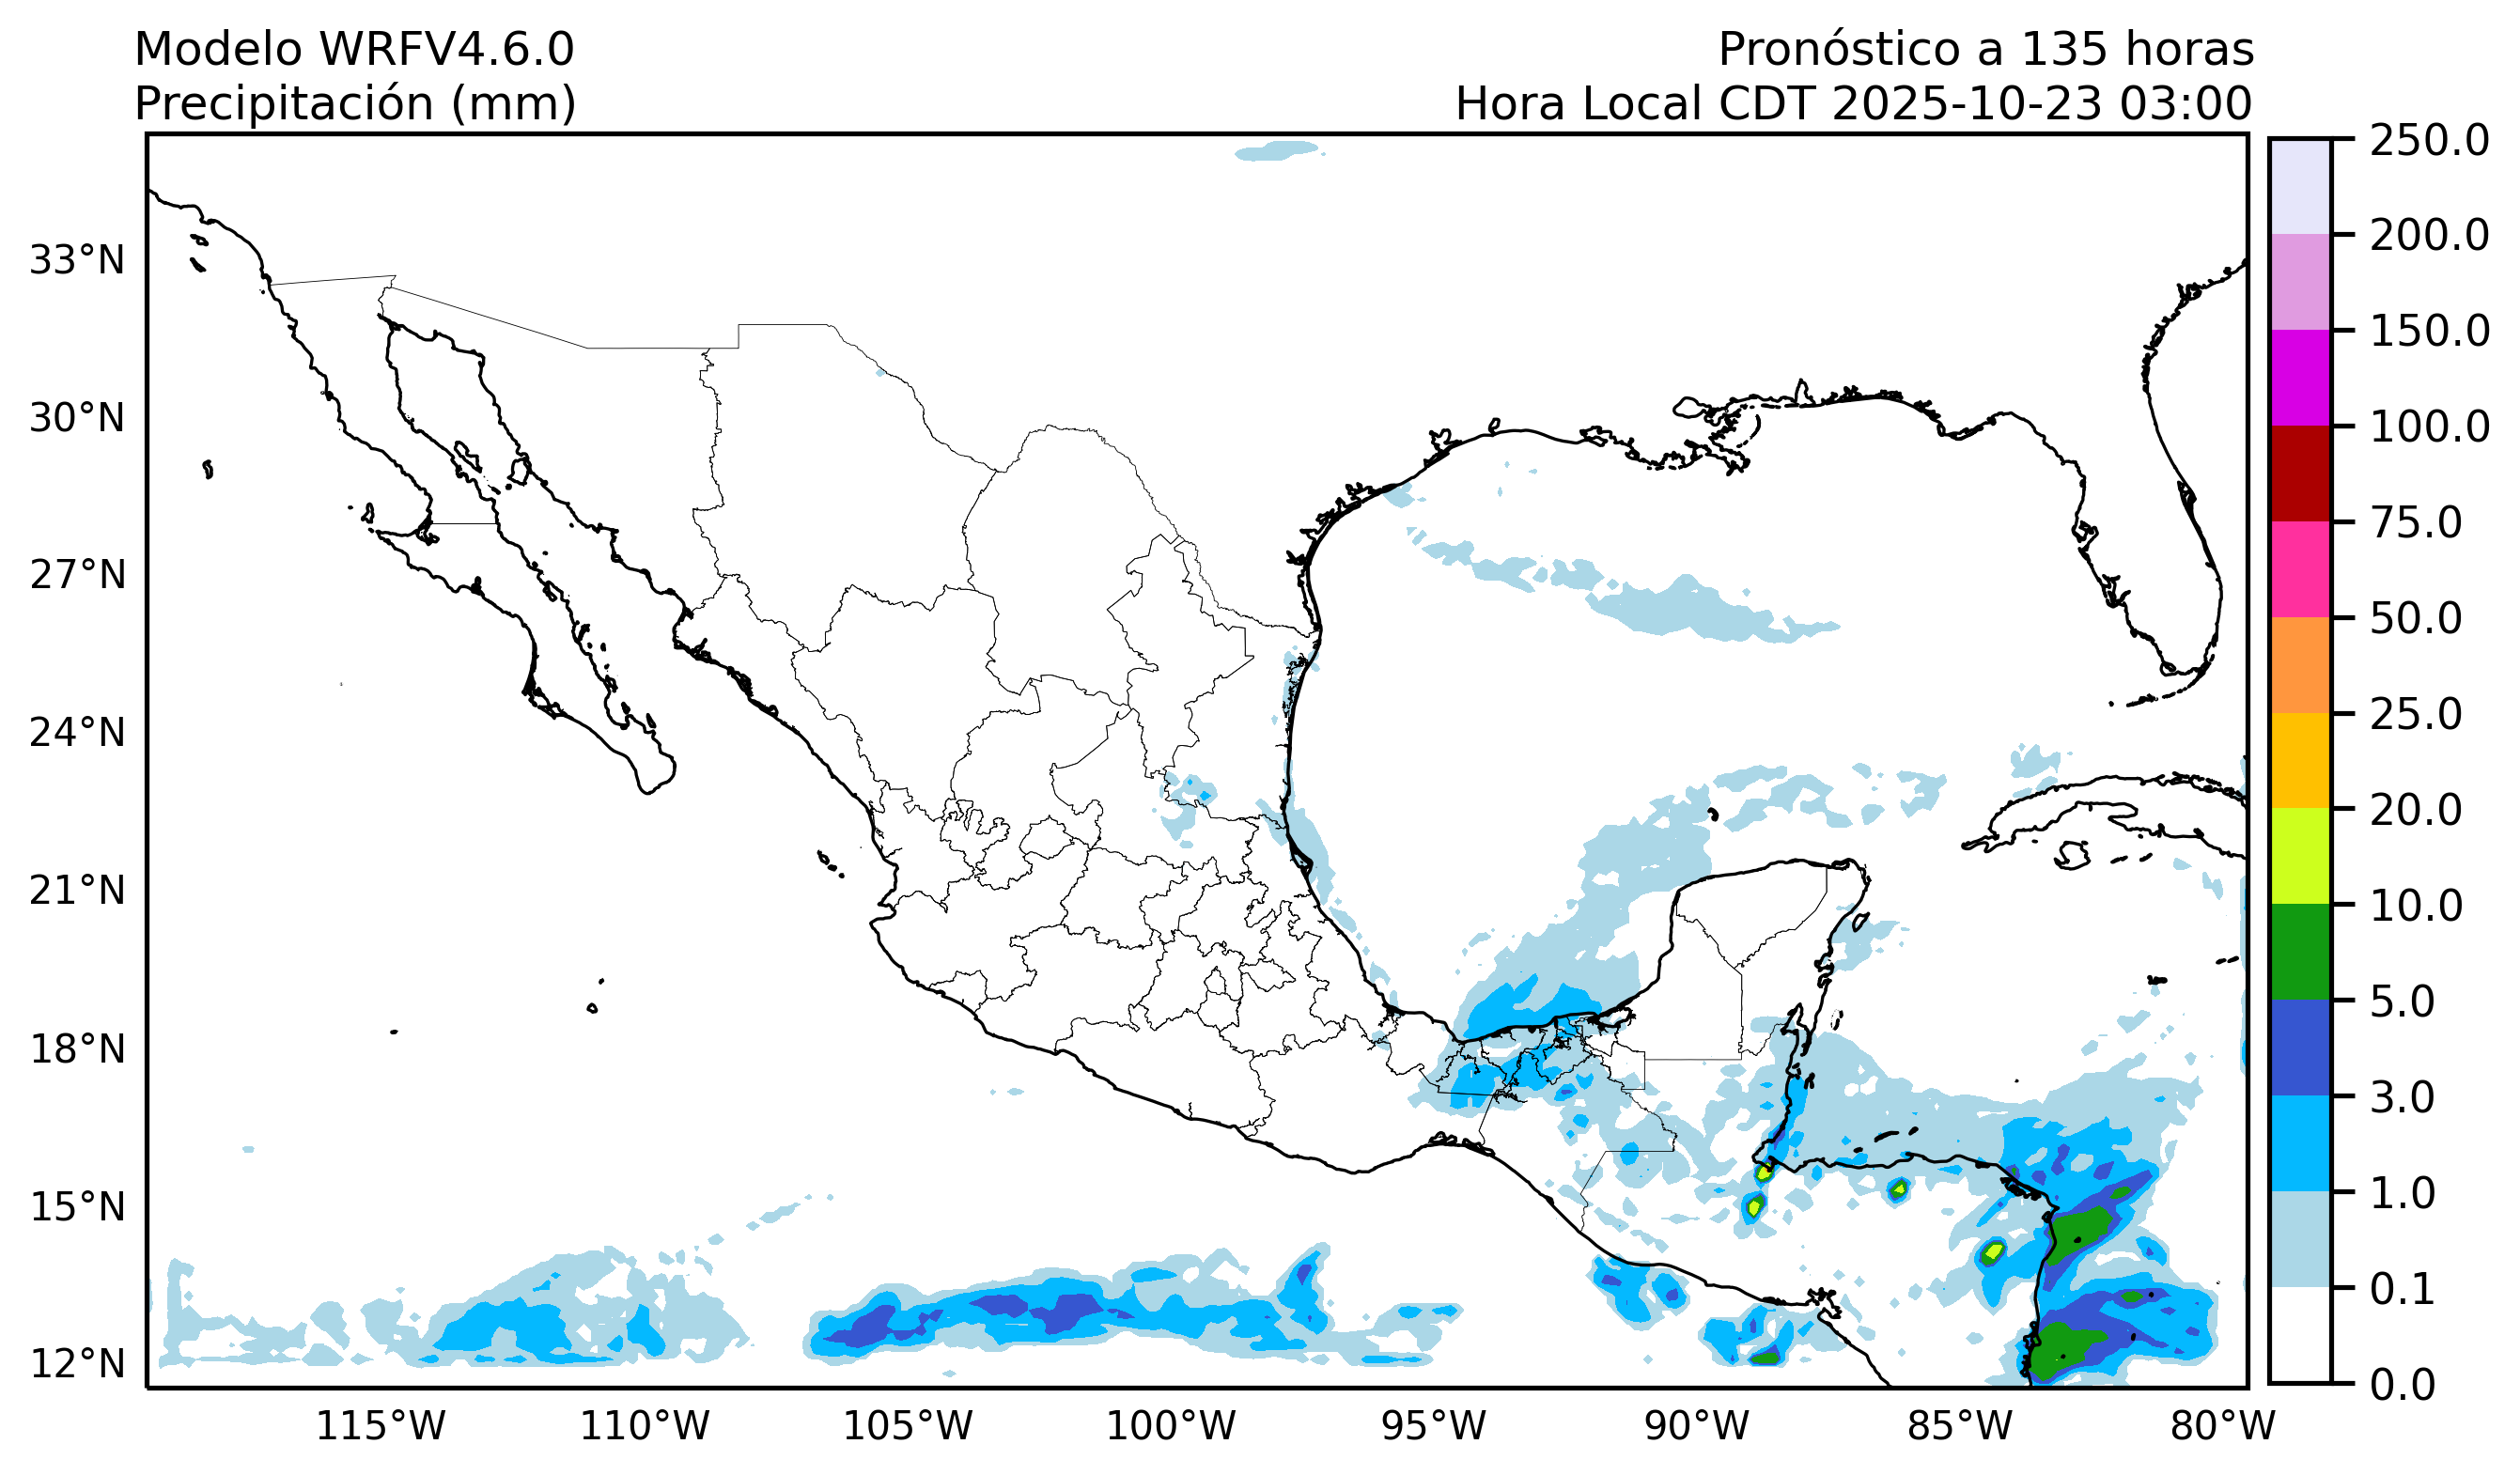 Modelo WRFV4.6.0
Precipitación (mm)
Pronóstico a 135 horas
Hora Local CDT 2025-10-23 03:00
33°N
30°N
27°N
24°N
21°N
18°N
15°N
12°N
115°W
110°W
105°W
100°W
95°W
90°W
85°W
80°W
250.0
200.0
150.0
100.0
75.0
50.0
25.0
20.0
10.0
5.0
3.0
1.0
0.1
0.0